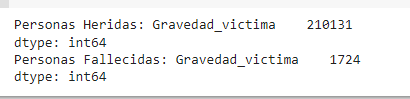 Personas Heridas: Gravedad_victima    210131
dtype: int64
Personas Fallecidas: Gravedad_victima    1724
dtype: int64